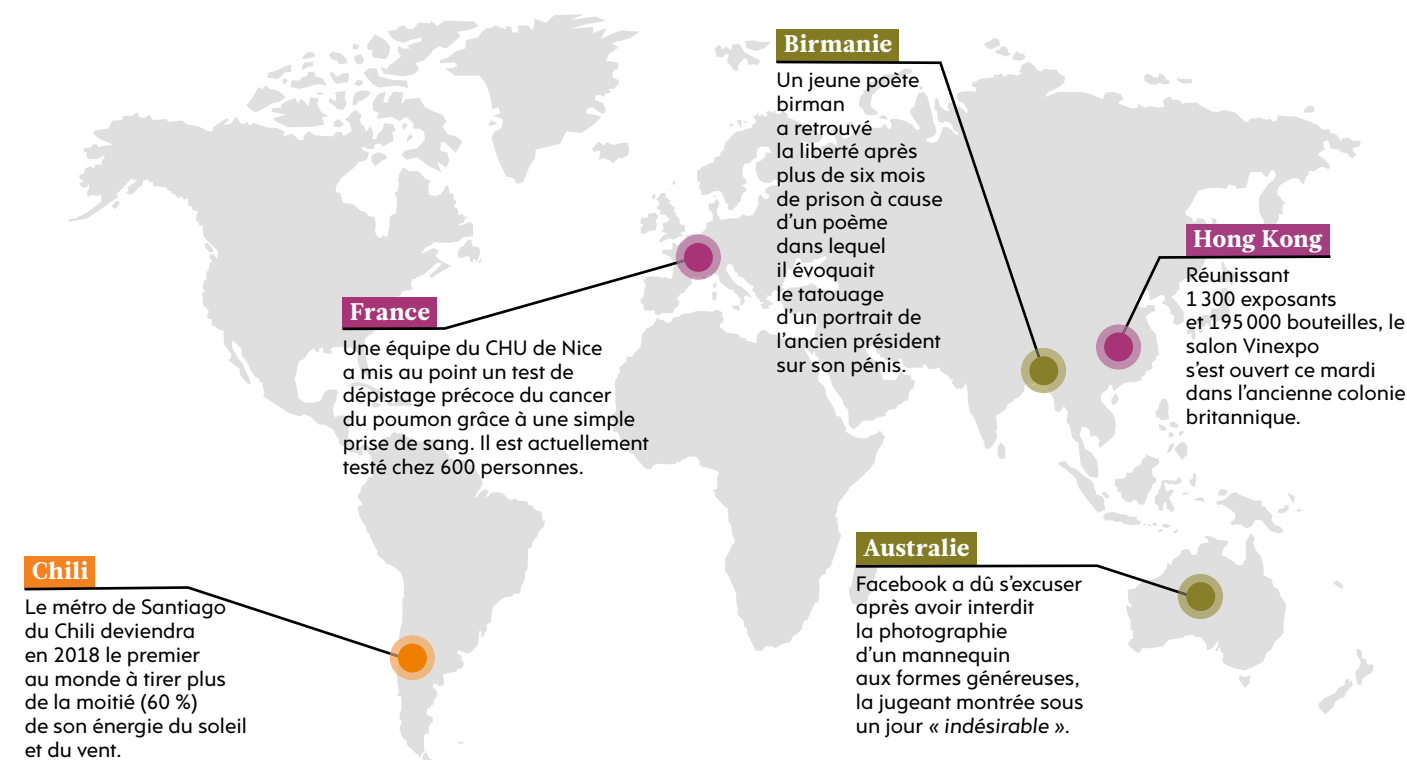 Birmanie
Un jeune poète
birman
a retrouvé
la liberté après
plus de six mois
de prison à cause
d'un poème
dans lequel
il évoquait
le tatouage
d'un portrait de
l'ancien président
sur son pénis.
Hong Kong
Réunissant
1 300 exposants
et 195 000 bouteilles, le
salon Vinexpo
s'est ouvert ce mardi
dans l'ancienne colonie
britannique.
France
Une équipe du CHU de Nice
a mis au point un test de
dépistage précoce du cancer
du poumon grâce à une simple
prise de sang. Il est actuellement
testé chez 600 personnes.
Chili
Le métro de Santiago
du Chili deviendra
en 2018 le premier
au monde à tirer plus
de la moitié (60 %)
de son énergie du soleil
et du vent.
Australie
Facebook a dû s'excuser
après avoir interdit
la photographie
d'un mannequin
aux formes généreuses,
la jugeant montrée sous
un jour « indésirable ».